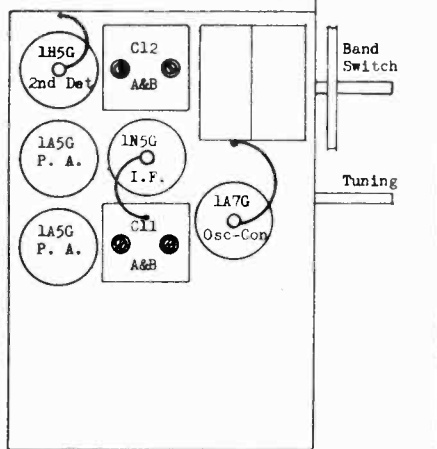 1H5G
2nd Det
C12
A&B
Band
Switch
1A5G
P. A.
1N5G
I.F.
1A7G
Osc-Con
Tuning
1A5G
P. A.
C11
A&B